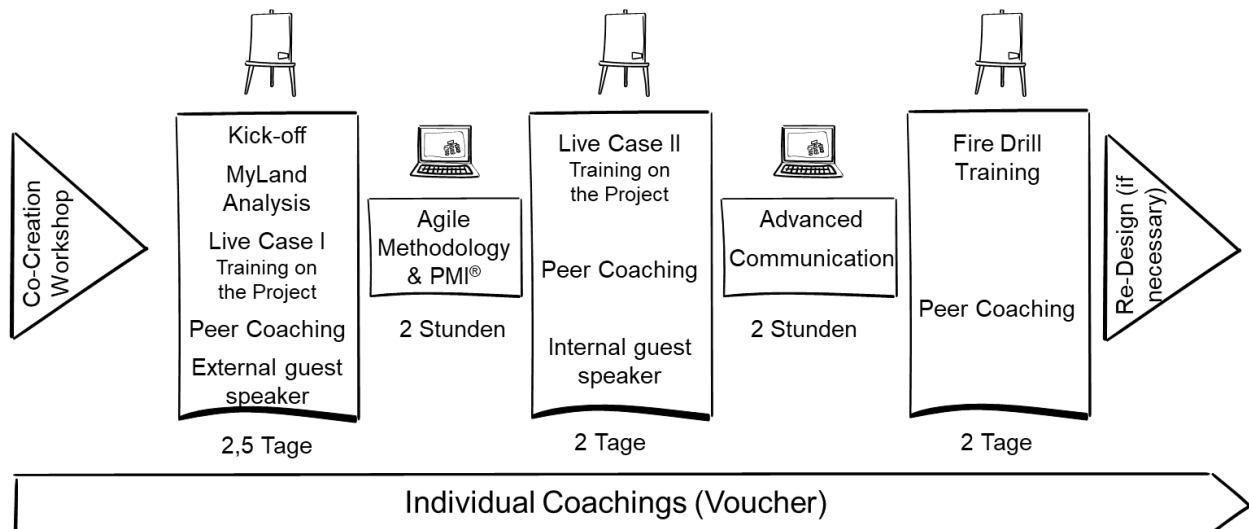 Co-Creation
Workshop
Kick-off
MyLand
Analysis
Live Case I
Training on
the Project
Peer Coaching
External guest
speaker
2,5 Tage
Agile
Methodology
& PMI®
2 Stunden
Live Case II
Training on
the Project
Peer Coaching
Internal guest
speaker
2 Tage
Advanced
Communication
2 Stunden
Fire Drill
Training
Peer Coaching
2 Tage
Re-Design (if
necessary)
Individual Coachings (Voucher)